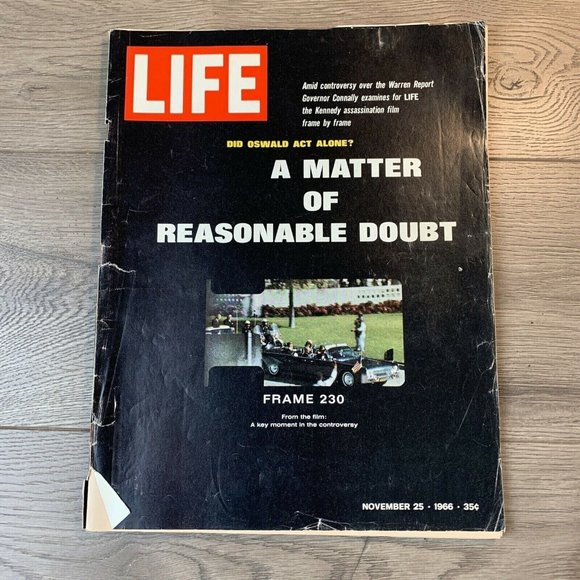 LIFE
Amid controversy over the Warren Report
Governor Connally examines for LIFE
the Kennedy assassination film
frame by frame
DID OSWALD ACT ALONE?
A MATTER
OF
REASONABLE DOUBT
FRAME 230
From the film:
A key moment in the controversy
NOVEMBER 25 · 1966 · 35¢